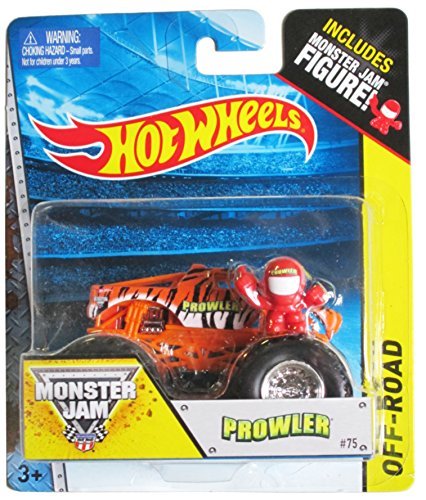 WARNING:
CHOKING HAZARD – Small parts.
Not for children under 3 years.
INCLUDES
MONSTER JAM®
FIGURE!
HOT WHEELS
PROWLER
PROWLER
MONSTER
JAM
PROWLER
#75
OFF-ROAD
3+